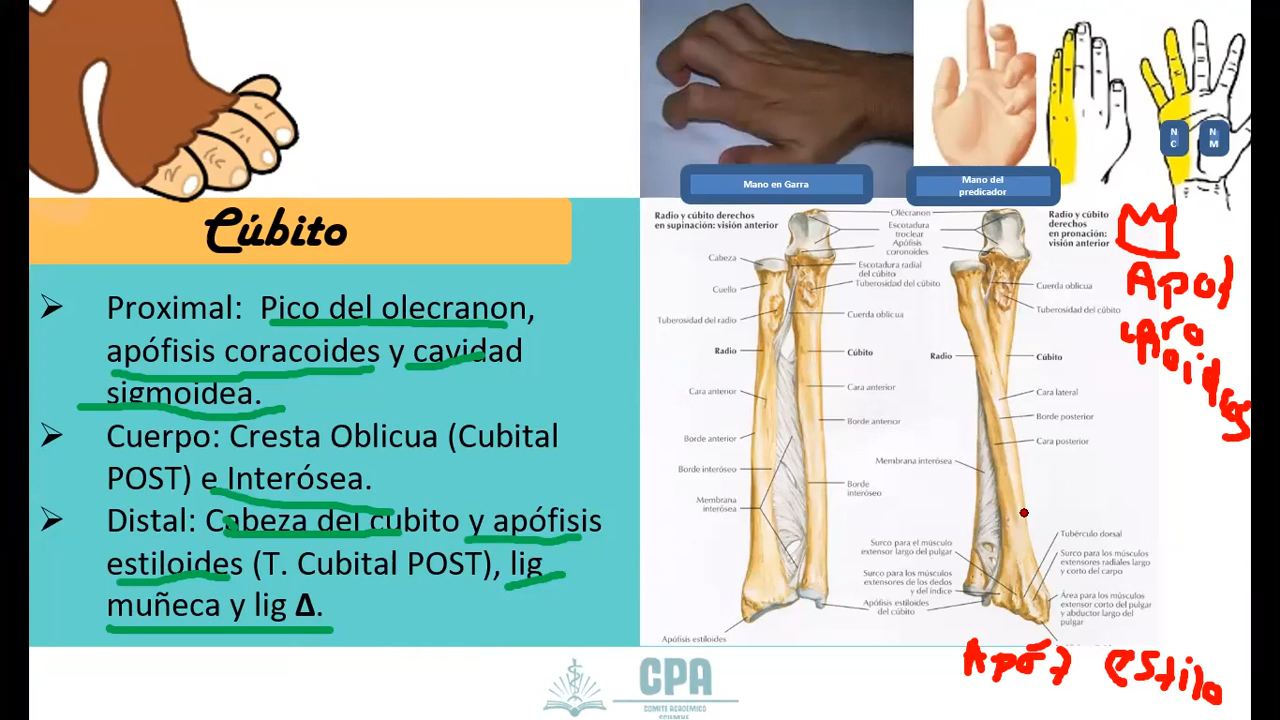 Cúbito
Proximal: Pico del olecranon,
apófisis coracoides y cavidad
sigmoidea.
Cuerpo: Cresta Oblicua (Cubital
POST) e Interósea.
Distal: Cabeza del cubito y apófisis
estiloides (T. Cubital POST), lig
muñeca y lig Δ.
Mano en Garra
Mano del
predicador
N
C
N
M
Radio y cúbito derechos
en supinación: visión anterior
Olécranon
Escotadura
troclear
Apófisis
coronoides
Cabeza
Escotadura radial
del cúbito
Tuberosidad del cúbito
Cuello
Cuerda oblicua
Tuberosidad del radio
Radio
Cúbito
Cara anterior
Cara anterior
Borde anterior
Borde anterior
Borde interóseo
Borde
interóseo
Membrana
interósea
Apófisis estiloides
Radio y cúbito
derechos
en pronación:
visión anterior
Cuerda oblicua
Tuberosidad del cúbito
Radio
Cúbito
Cara lateral
Borde posterior
Cara posterior
Membrana interósea
Surco para el músculo
extensor largo del pulgar
Surco para los músculos
extensores de los dedos
y del índice
Apófisis estiloides
del cúbito
Tubérculo dorsal
Surco para los músculos
extensores radiales largo
y corto del carpo
Área para los músculos
extensor corto del pulgar
y abductor largo del
pulgar
Apof
Apóf estilo
CPA
COMITE ACADEMICO